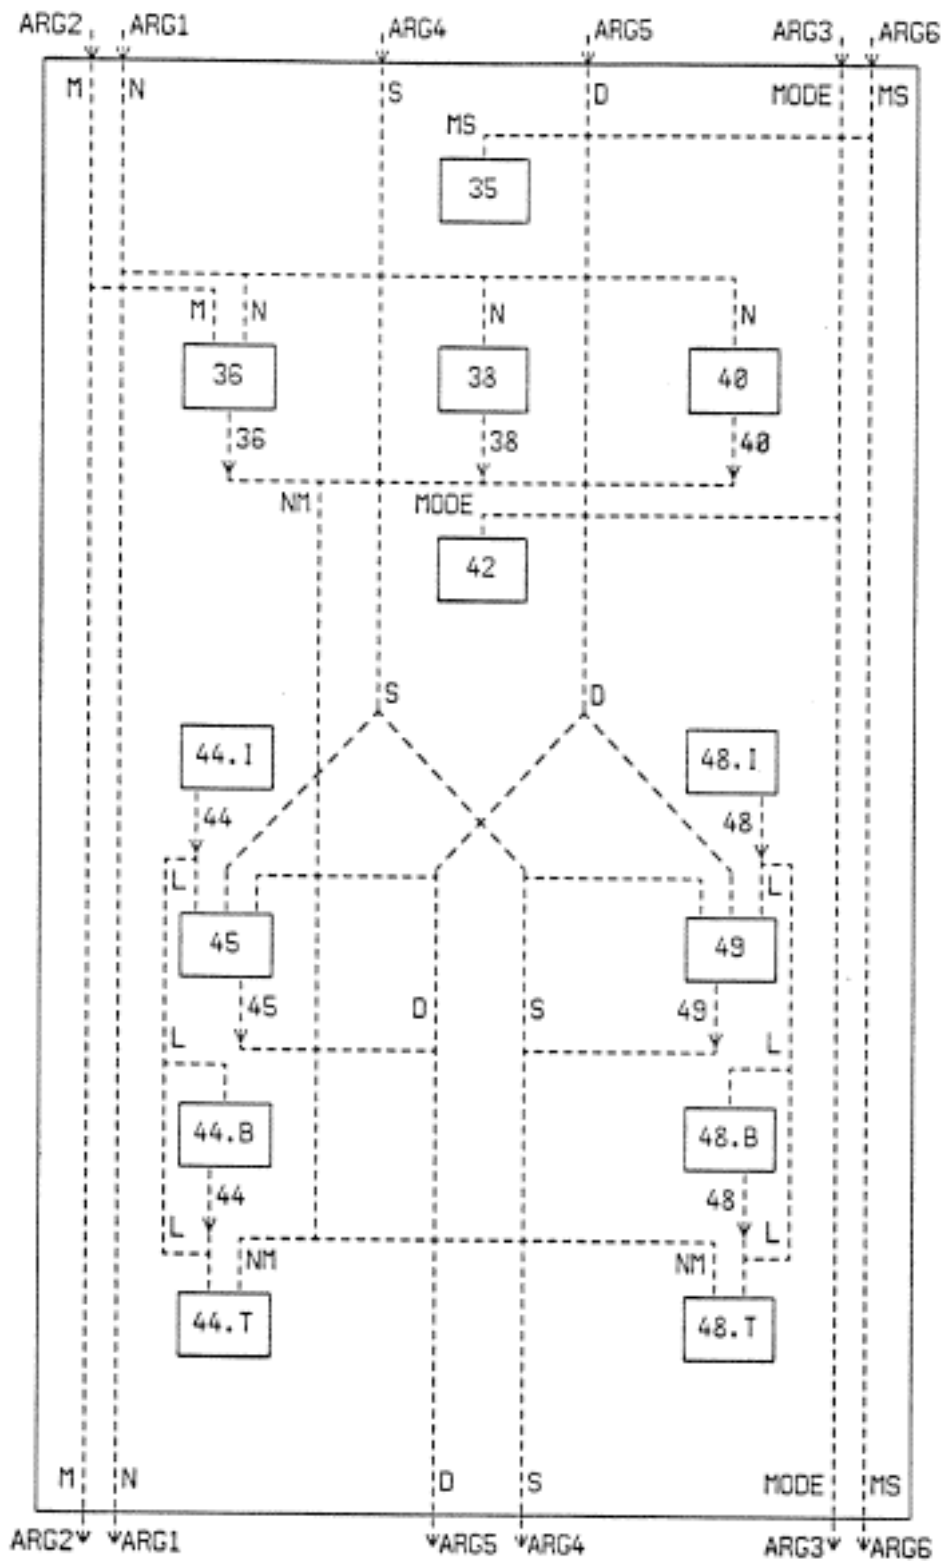 ARG2 ARG1 ARG4 ARG5 ARG3 ARG6
M N S D MODE MS
MS
35
M N N N
36 38 40
36 38 40
NM MODE
42
S D
44.I 48.I
44 48
L L
45 49
45 D S 49
L L
44.B 48.B
44 48
L NM NM L
44.T 48.T
M N D S MODE MS
ARG2 ARG1 ARG5 ARG4 ARG3 ARG6